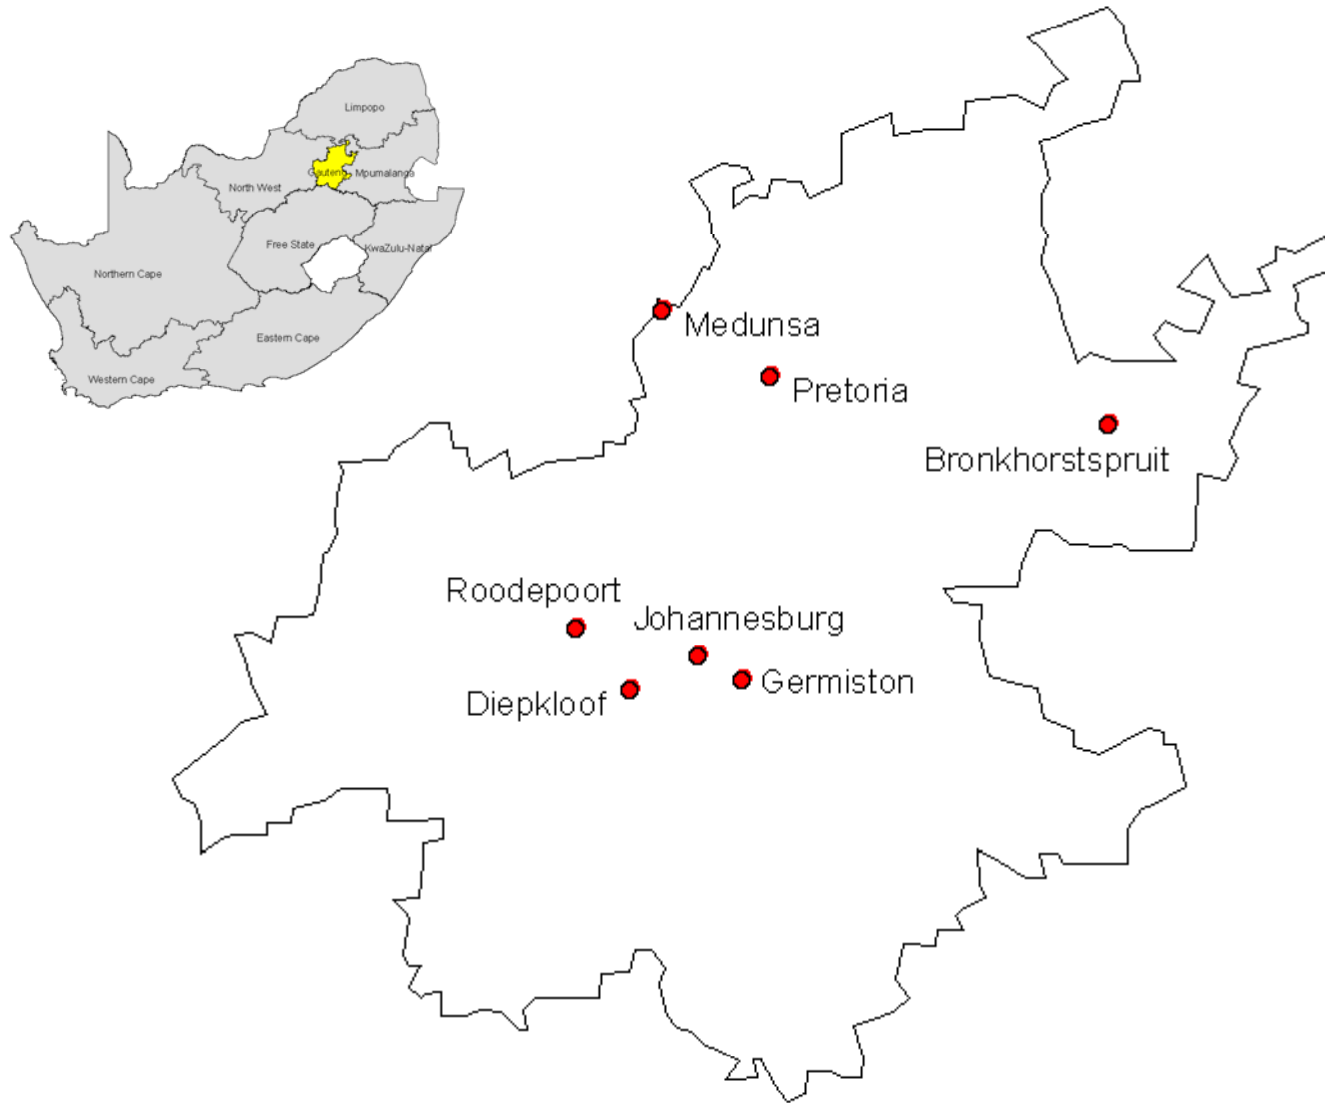 Limpopo
Gauteng
Mpumalanga
North West
Free State
KwaZulu-Natal
Northern Cape
Eastern Cape
Western Cape
Medunsa
Pretoria
Bronkhorstspruit
Roodepoort
Johannesburg
Germiston
Diepkloof